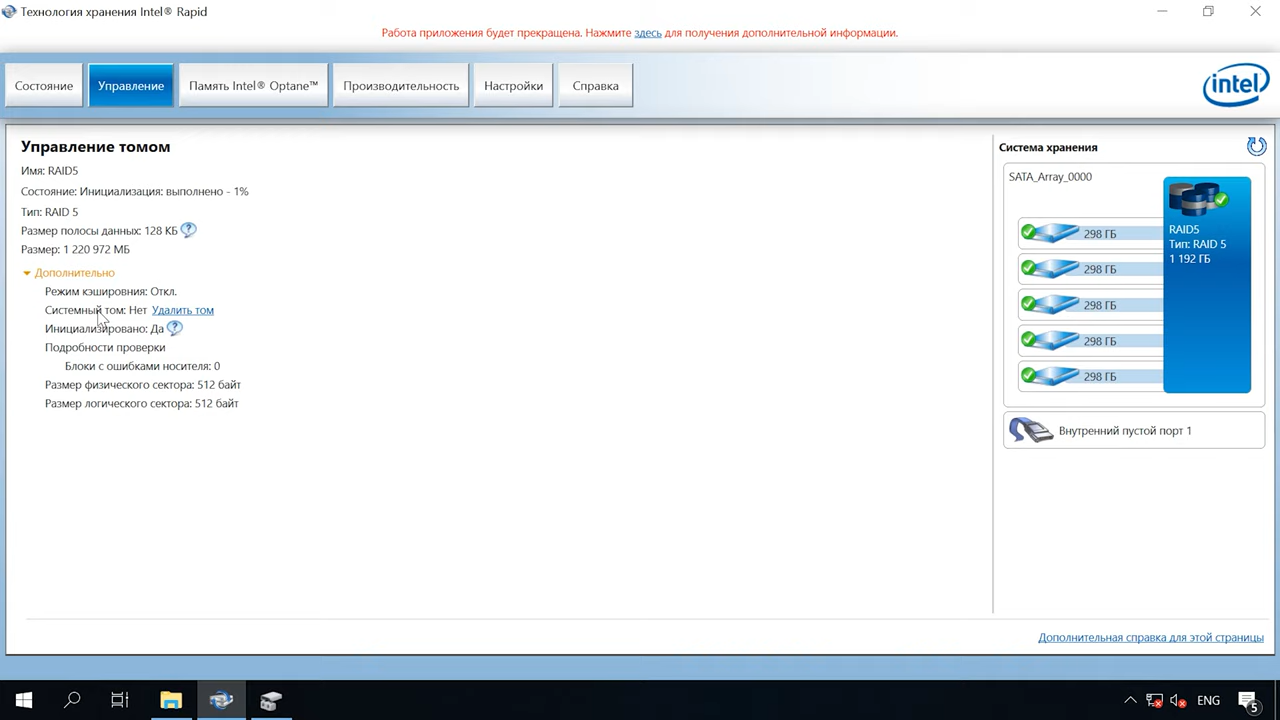 Технология хранения Intel® Rapid
Работа приложения будет прекращена. Нажмите здесь для получения дополнительной информации.
Состояние
Управление
Память Intel® Optane™
Производительность
Настройки
Справка
intel
Управление томом
Имя: RAID5
Состояние: Инициализация: выполнено - 1%
Тип: RAID 5
Размер полосы данных: 128 КБ
Размер: 1 220 972 МБ
Дополнительно
Режим кэшировния: Откл.
Системный том: Нет Удалить том
Инициализировано: Да
Подробности проверки
Блоки с ошибками носителя: 0
Размер физического сектора: 512 байт
Размер логического сектора: 512 байт
Система хранения
SATA_Array_0000
298 ГБ
298 ГБ
298 ГБ
298 ГБ
298 ГБ
RAID5
Тип: RAID 5
1 192 ГБ
Внутренний пустой порт 1
Дополнительная справка для этой страницы
ENG
5